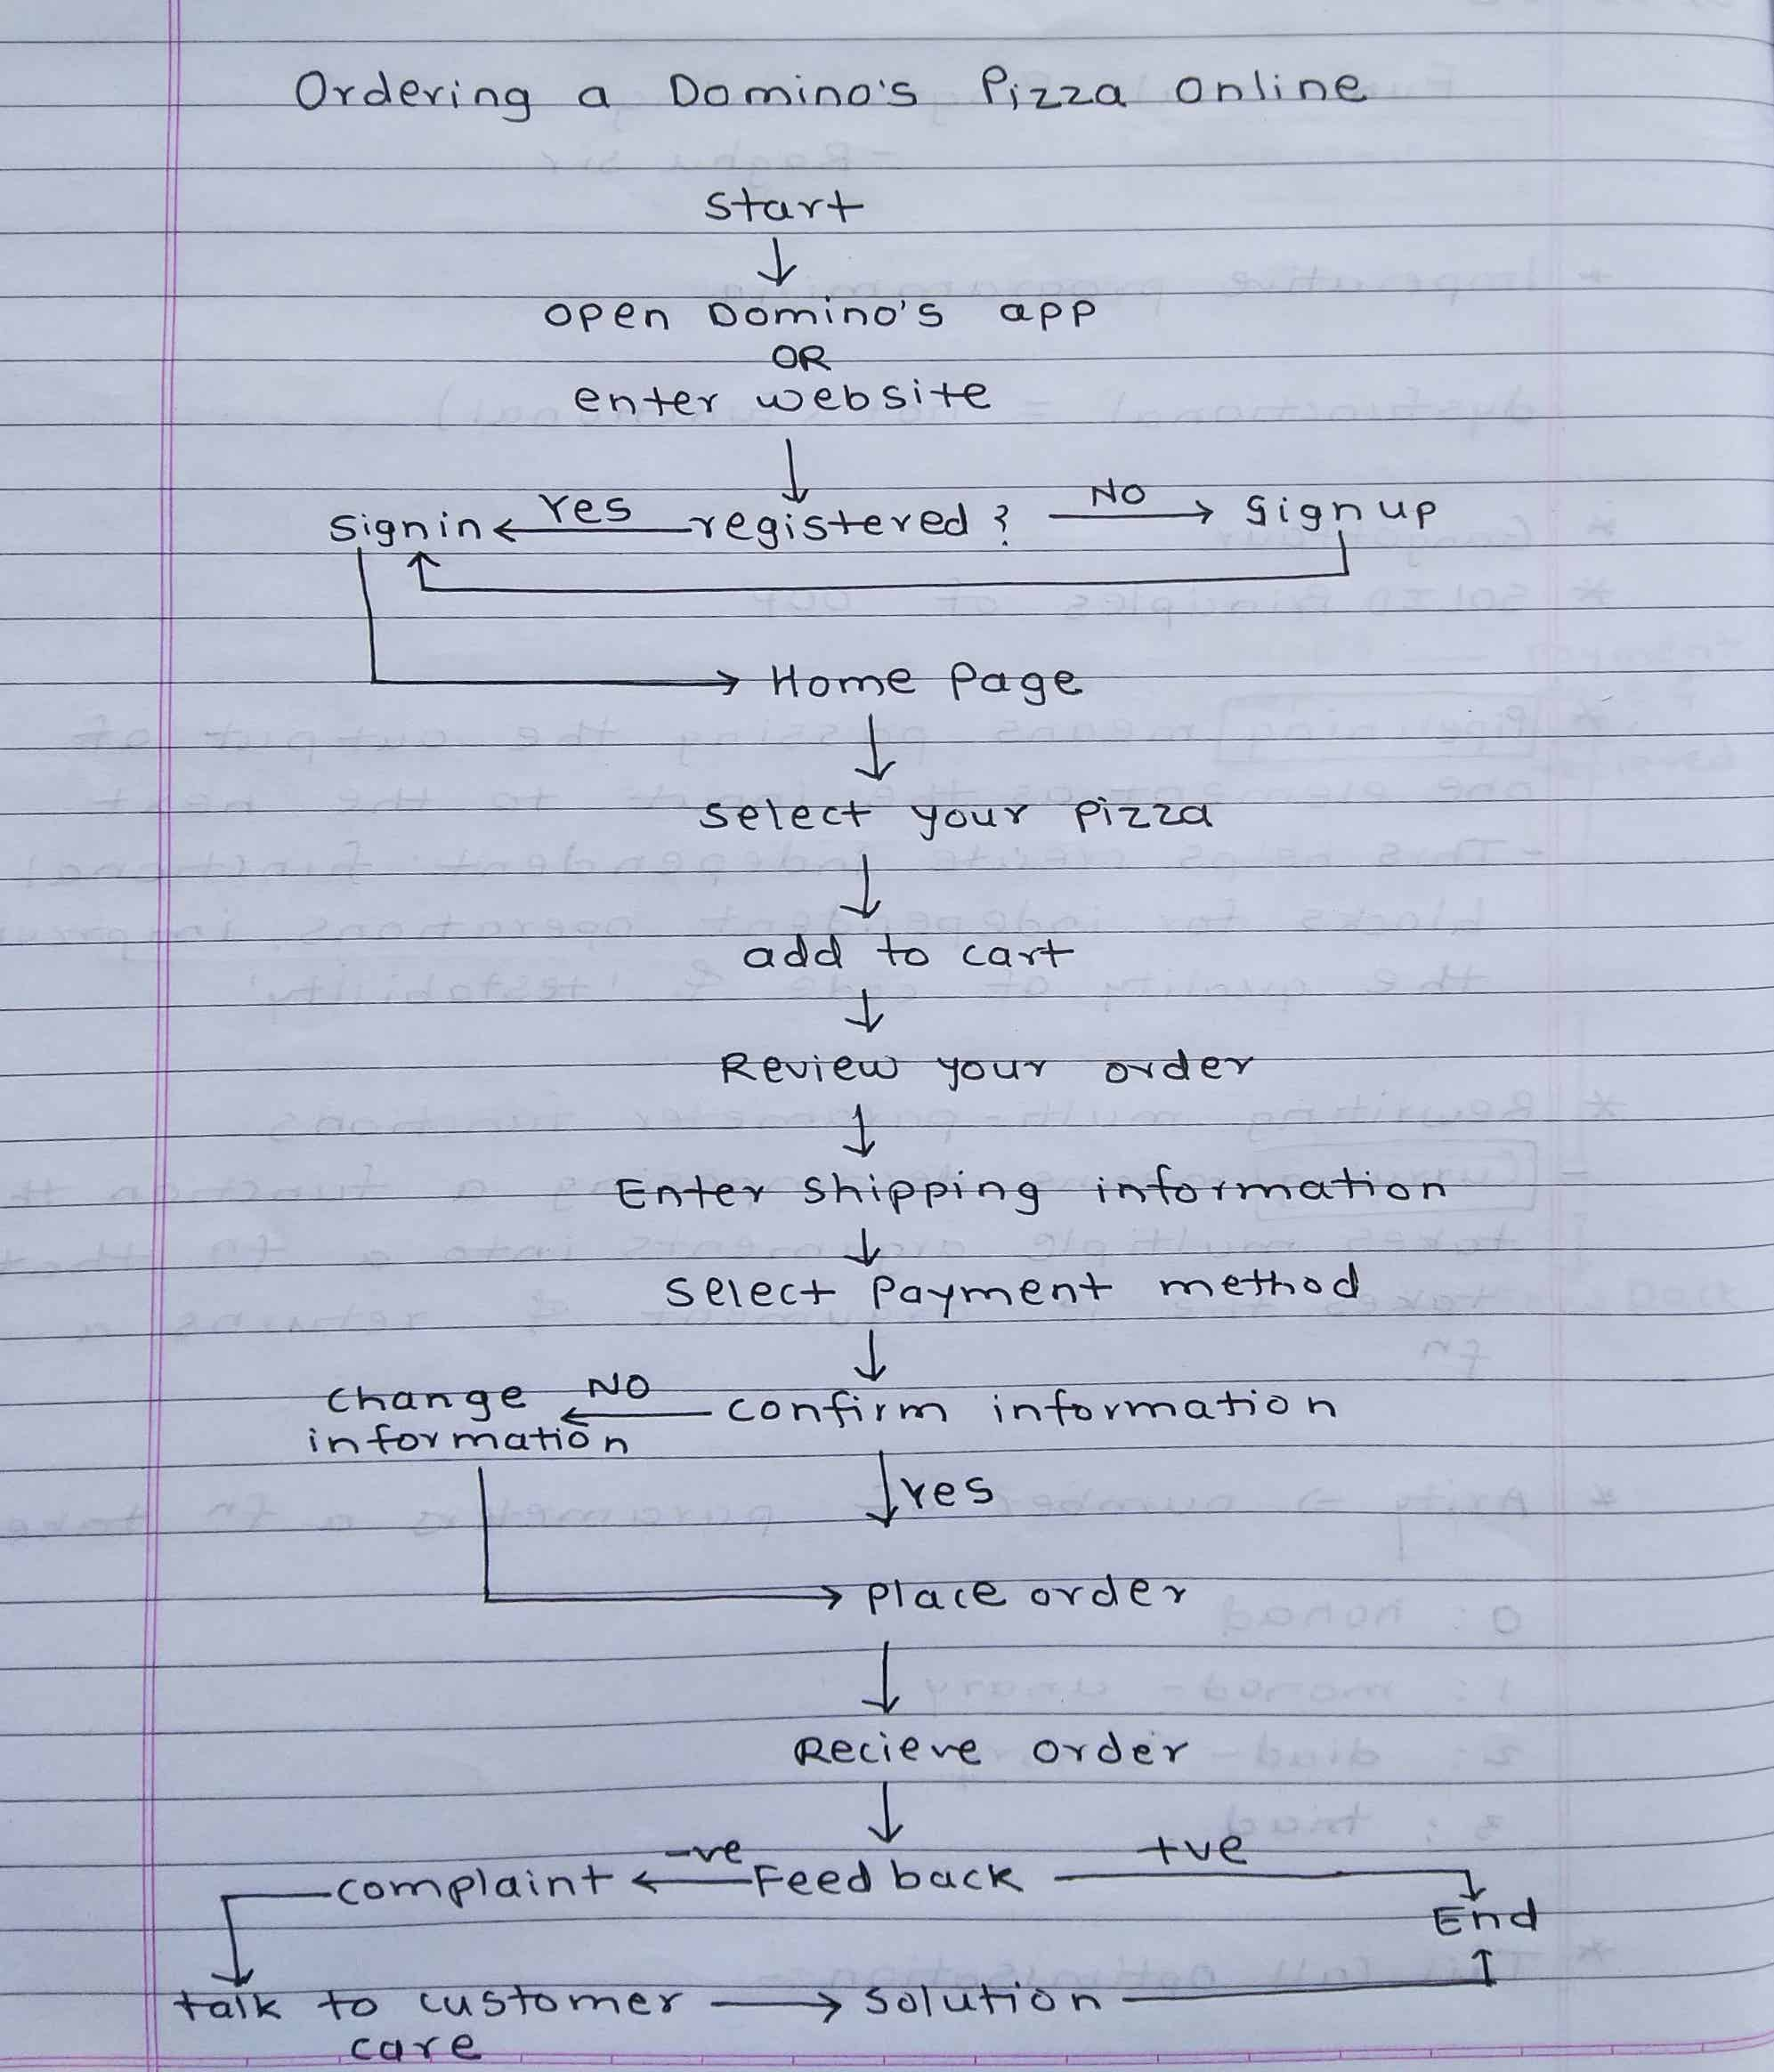 Ordering a Domino's Pizza Online
Start
open Domino's app
OR
enter website
Signin Yes registered? NO Signup
Home Page
select your pizza
add to cart
Review your order
Enter shipping information
select payment method
change NO confirm information
information
Yes
place order
Recieve order
complaint -ve Feedback +ve
End
talk to customer solution
care